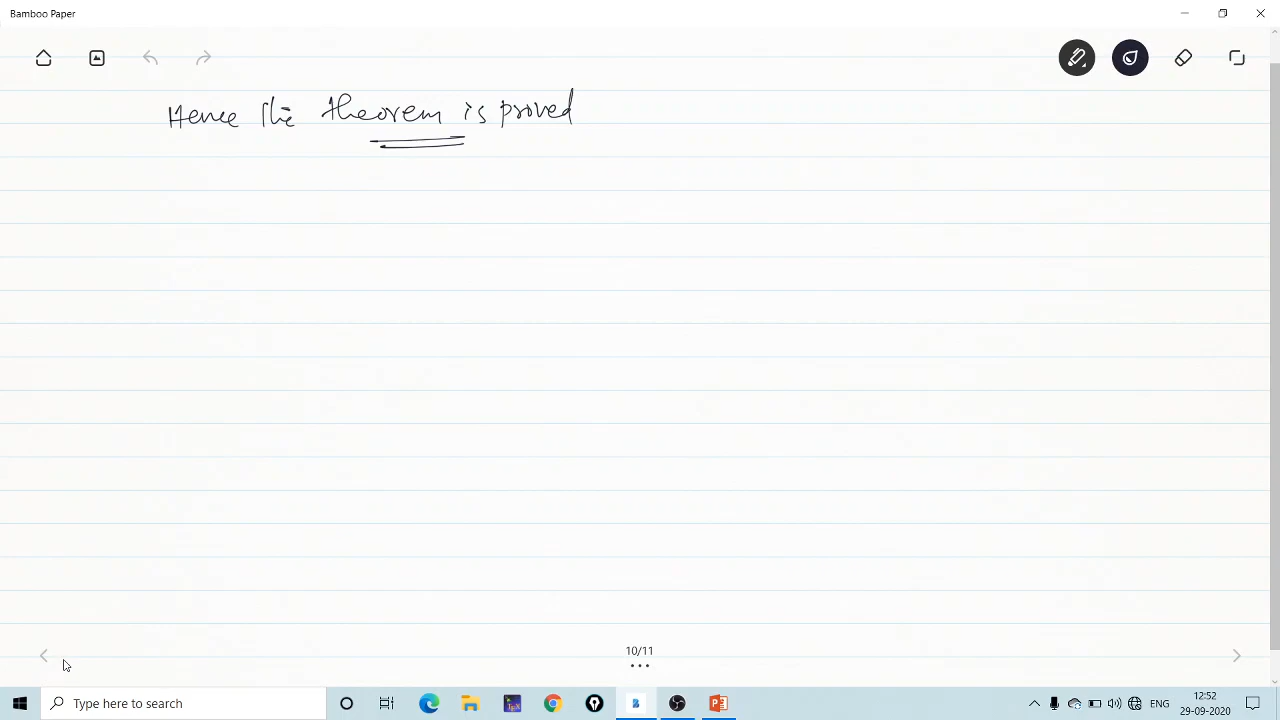 Bamboo Paper
Hence the theorem is proved
10/11
Type here to search
ENG
12:52
29-09-2020